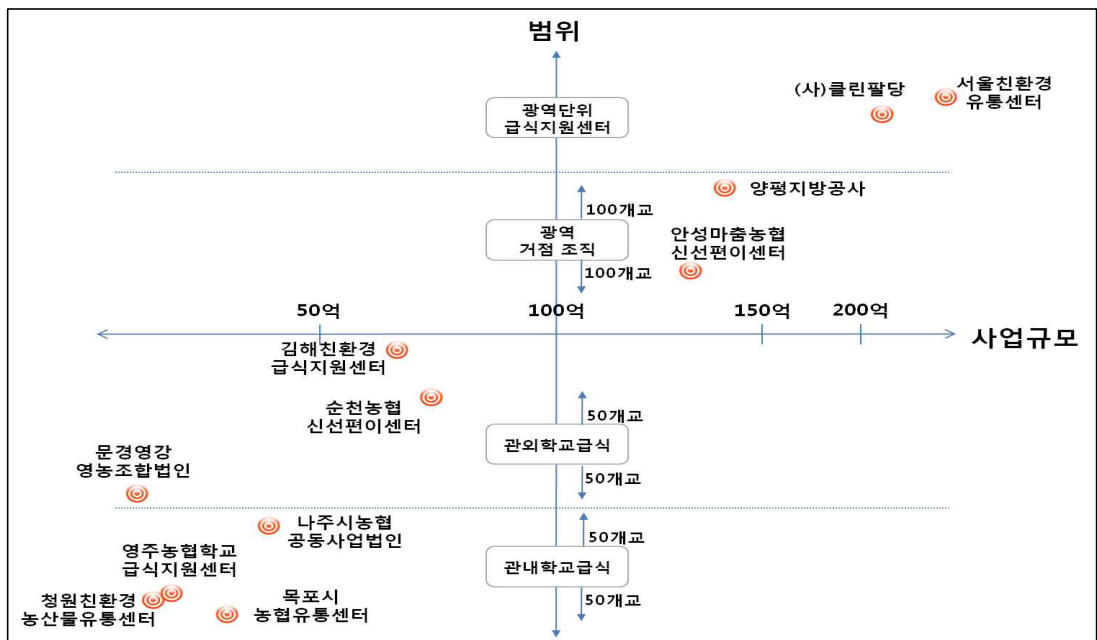 범위
(사)클린팔당
서울친환경
유통센터
광역단위
급식지원센터
양평지방공사
100개교
광역
거점 조직
안성마춤농협
신선편이센터
100개교
50억
100억
150억
200억
사업규모
김해친환경
급식지원센터
순천농협
신선편이센터
50개교
관외학교급식
문경영강
영농조합법인
50개교
나주시농협
공동사업법인
50개교
영주농협학교
급식지원센터
관내학교급식
청원친환경
농산물유통센터
목포시
농협유통센터
50개교